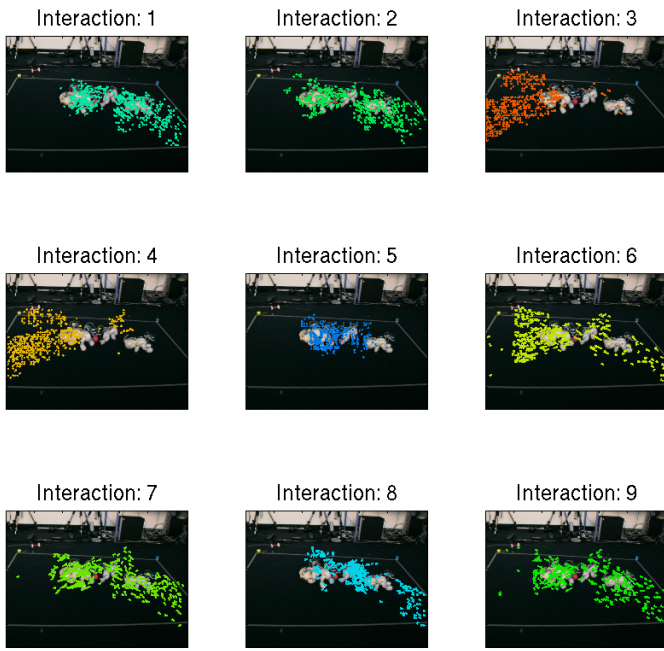 Interaction: 1
Interaction: 2
Interaction: 3
Interaction: 4
Interaction: 5
Interaction: 6
Interaction: 7
Interaction: 8
Interaction: 9